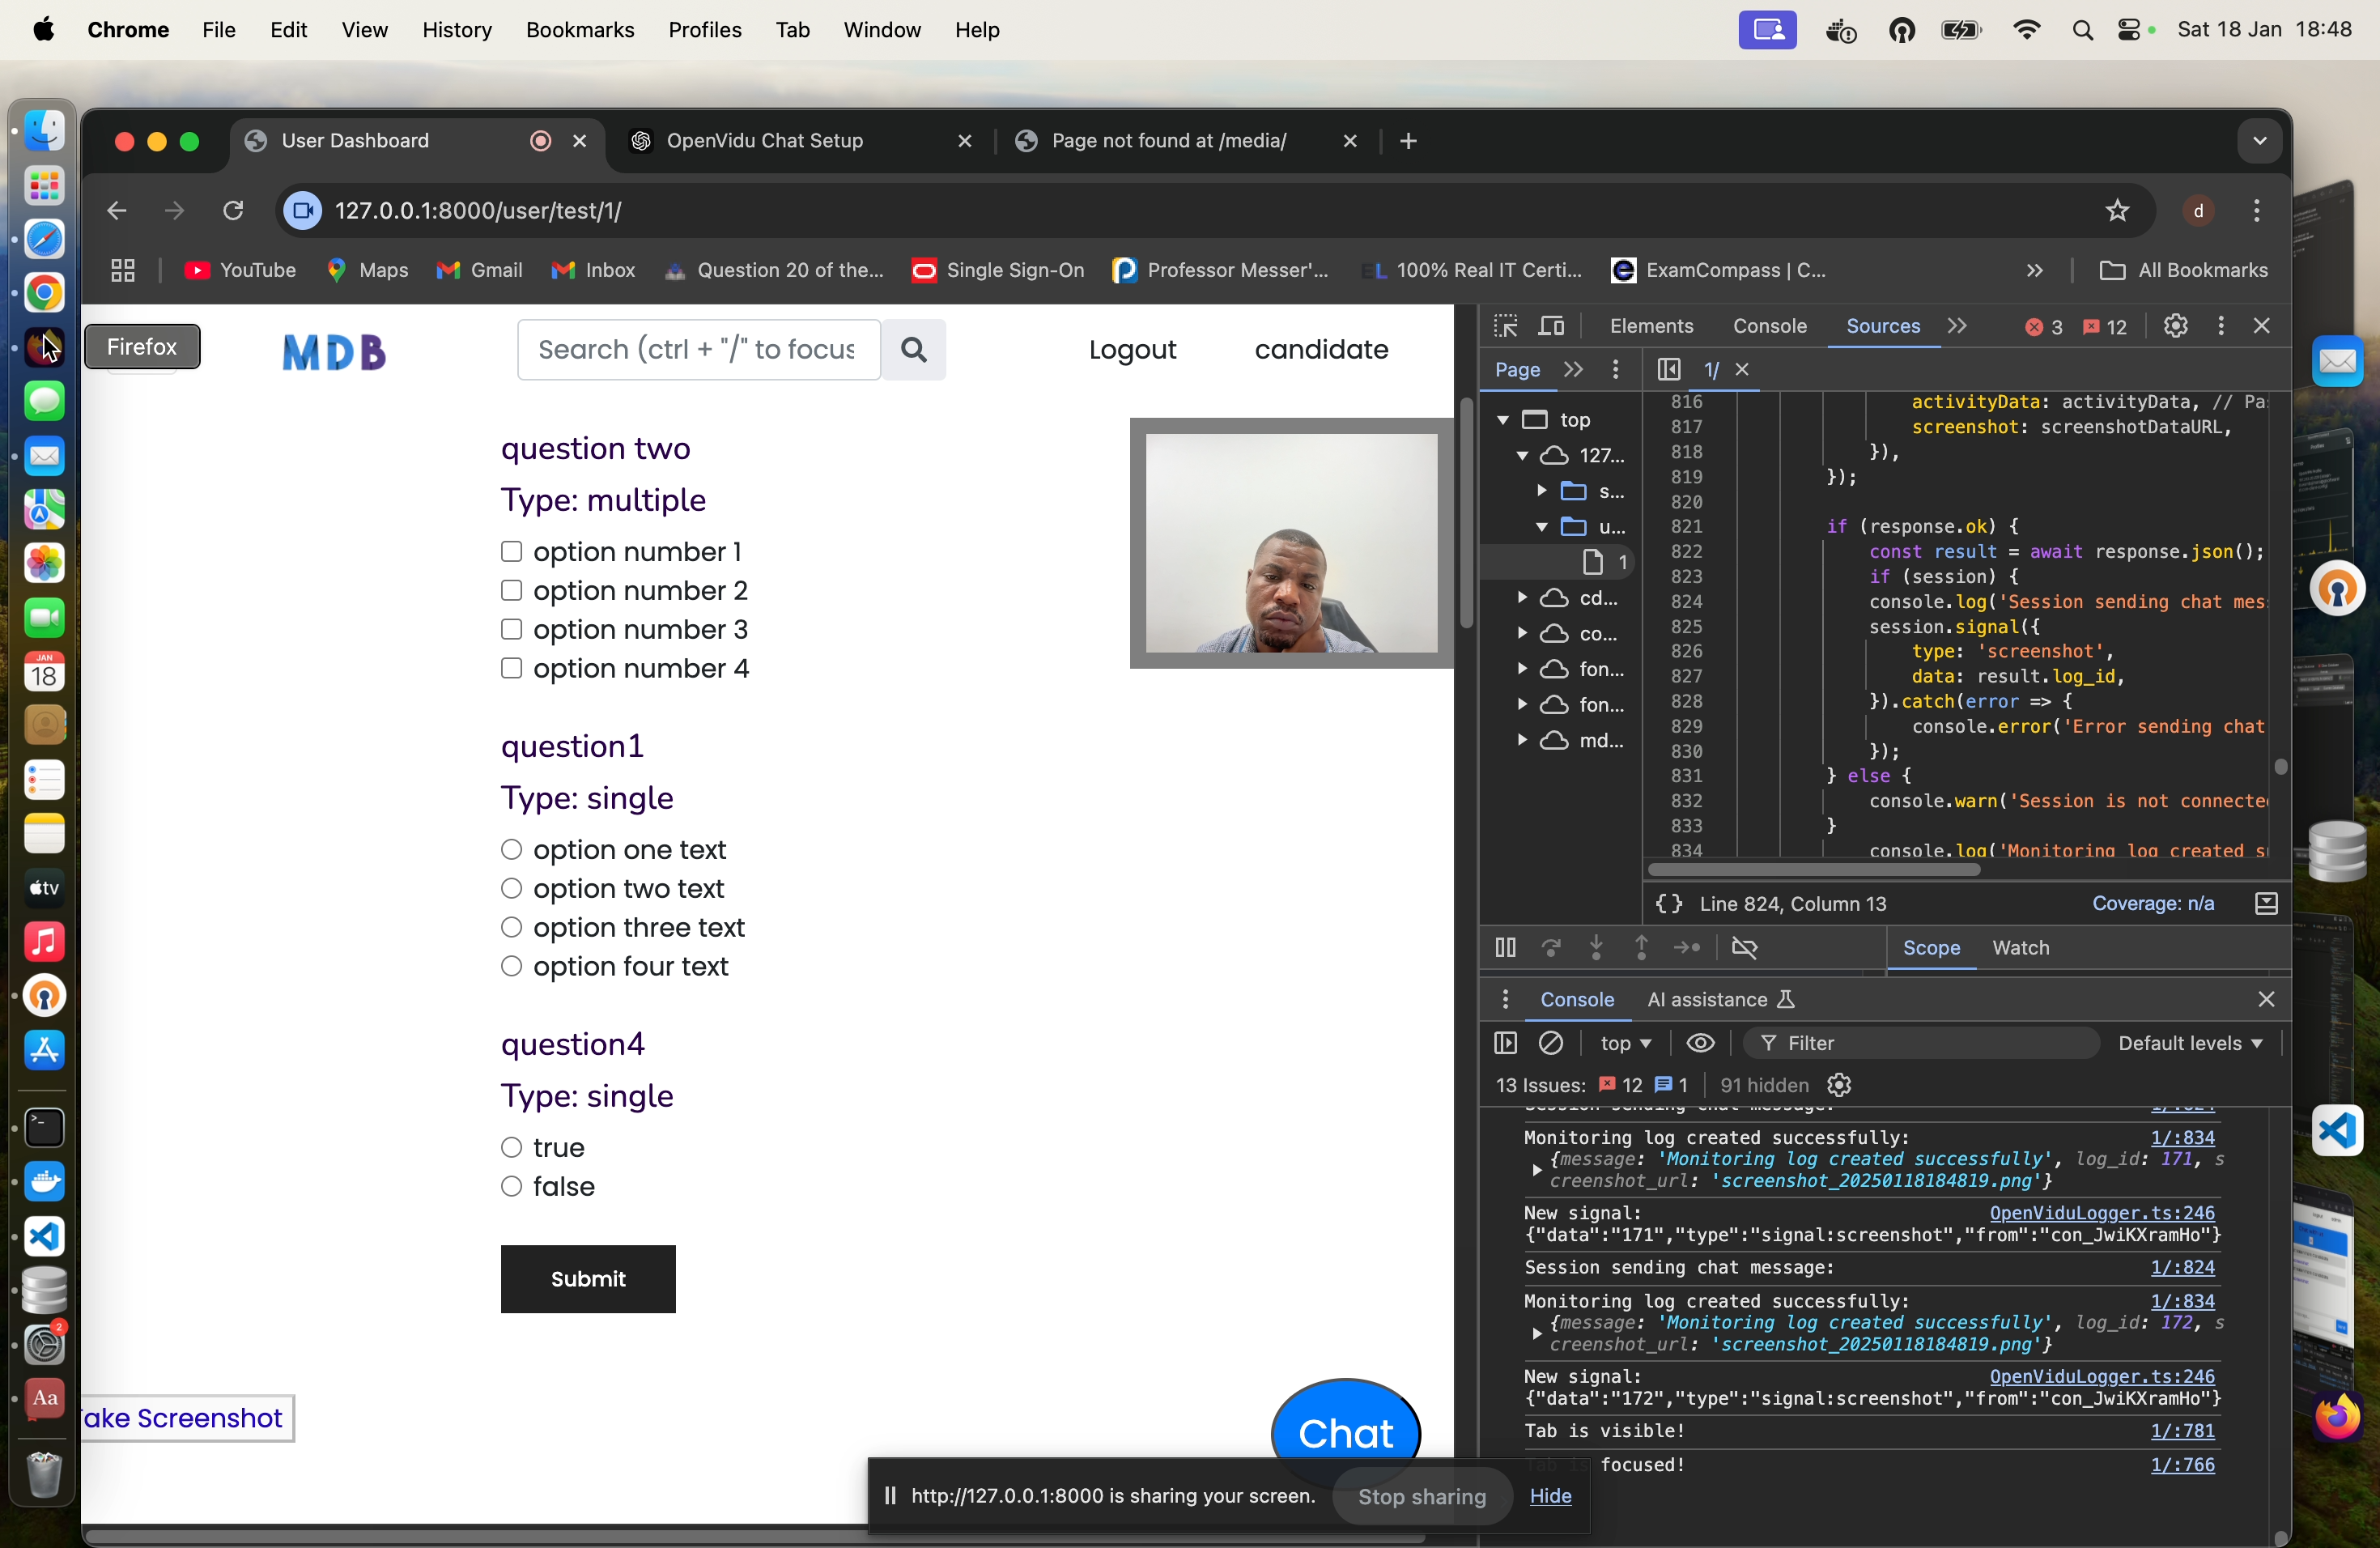 Chrome File Edit View History Bookmarks Profiles Tab Window Help Sat 18 Jan 18:48
User Dashboard OpenVidu Chat Setup Page not found at /media/
127.0.0.1:8000/user/test/1/ d
YouTube Maps Gmail Inbox Question 20 of the... Single Sign-On Professor Messer'... EL 100% Real IT Certi... ExamCompass | C... All Bookmarks
Firefox
MDB
Search (ctrl + "/" to focus
Logout candidate
question two
Type: multiple
option number 1
option number 2
option number 3
option number 4
question1
Type: single
option one text
option two text
option three text
option four text
question4
Type: single
true
false
Submit
ake Screenshot
Chat
http://127.0.0.1:8000 is sharing your screen. Stop sharing Hide
JAN
18
tv
2
Aa
Elements Console Sources 3 12
Page 1/
top
127...
s...
u...
1
cd...
co...
fon...
fon...
md...
816 activityData: activityData, // Pa
817 screenshot: screenshotDataURL,
818 }),
819 });
820
821 if (response.ok) {
822 const result = await response.json();
823 if (session) {
824 console.log('Session sending chat mes
825 session.signal({
826 type: 'screenshot',
827 data: result.log_id,
828 }).catch(error => {
829 console.error('Error sending chat
830 });
831 } else {
832 console.warn('Session is not connecte
833 }
834 console.log('Monitoring log created s
{} Line 824, Column 13 Coverage: n/a
Scope Watch
Console AI assistance
top Filter Default levels
13 Issues: 12 1 91 hidden
Session sending chat message: 1/:824
Monitoring log created successfully: 1/:834
{message: 'Monitoring log created successfully', log_id: 171, s
creenshot_url: 'screenshot_20250118184819.png'}
New signal: OpenViduLogger.ts:246
{"data":"171","type":"signal:screenshot","from":"con_JwiKXramHo"}
Session sending chat message: 1/:824
Monitoring log created successfully: 1/:834
{message: 'Monitoring log created successfully', log_id: 172, s
creenshot_url: 'screenshot_20250118184819.png'}
New signal: OpenViduLogger.ts:246
{"data":"172","type":"signal:screenshot","from":"con_JwiKXramHo"}
Tab is visible! 1/:781
Tab is focused! 1/:766